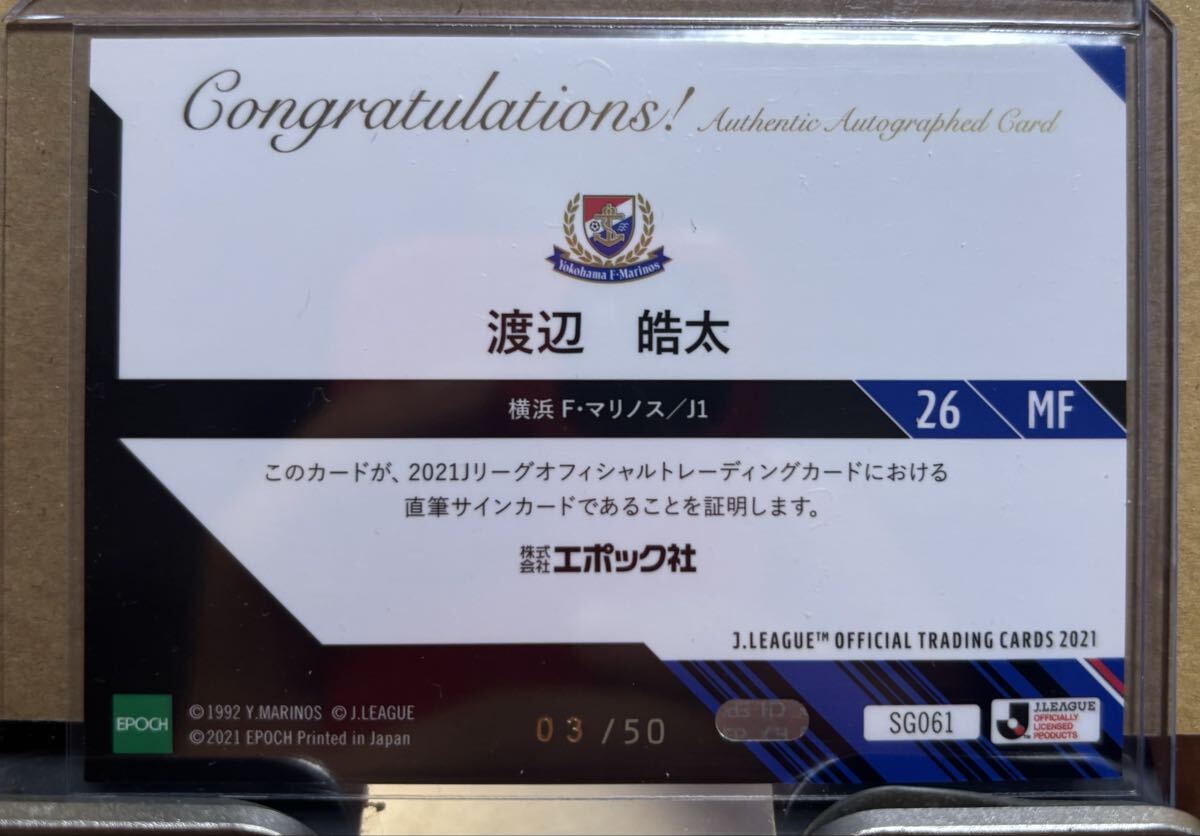 Congratulations! Authentic Autographed Card
Yokohama F·Marinos
渡辺 皓太
横浜 F・マリノス／J1 26 MF
このカードが、2021Jリーグオフィシャルトレーディングカードにおける
直筆サインカードであることを証明します。
株式会社 エポック社
J.LEAGUE™ OFFICIAL TRADING CARDS 2021
EPOCH
©1992 Y.MARINOS © J.LEAGUE
©2021 EPOCH Printed in Japan
03 /50
SG061
J.LEAGUE
OFFICIALLY
LICENSED
PRODUCTS